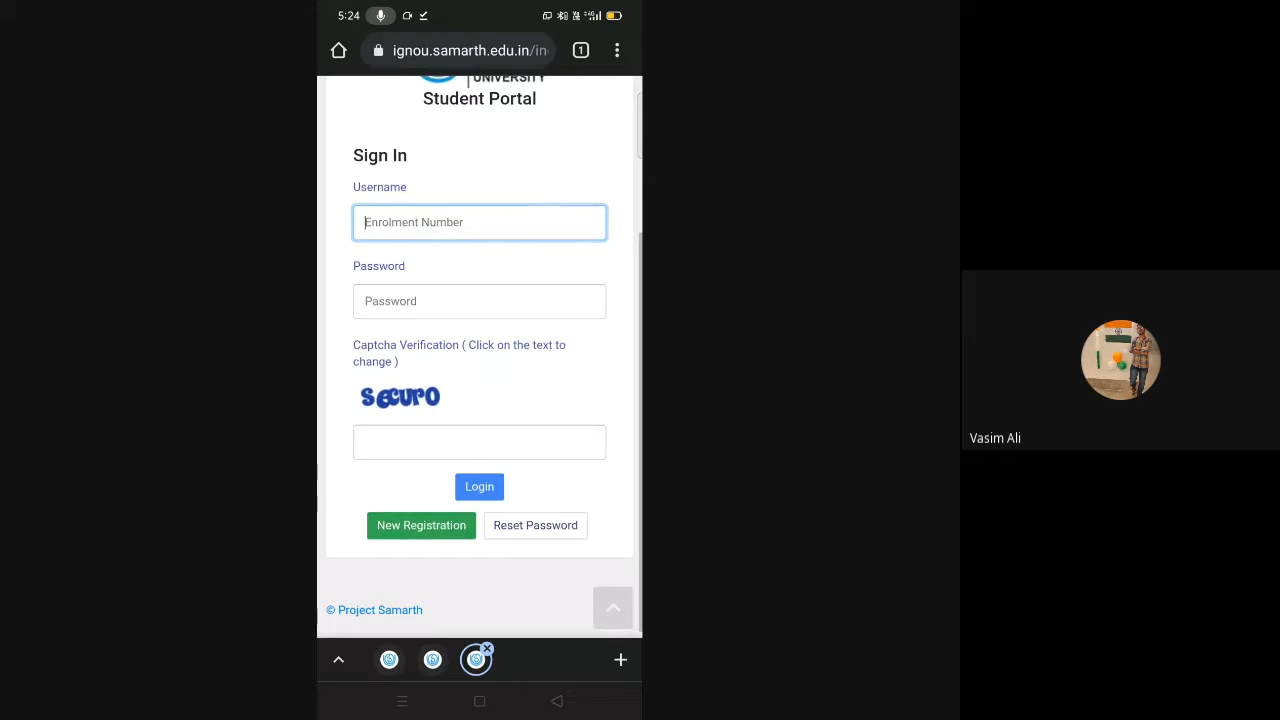 5:24
ignou.samarth.edu.in/in
1
UNIVERSITY
Student Portal
Sign In
Username
Enrolment Number
Password
Password
Captcha Verification ( Click on the text to
change )
securo
Login
New Registration
Reset Password
© Project Samarth
Vasim Ali